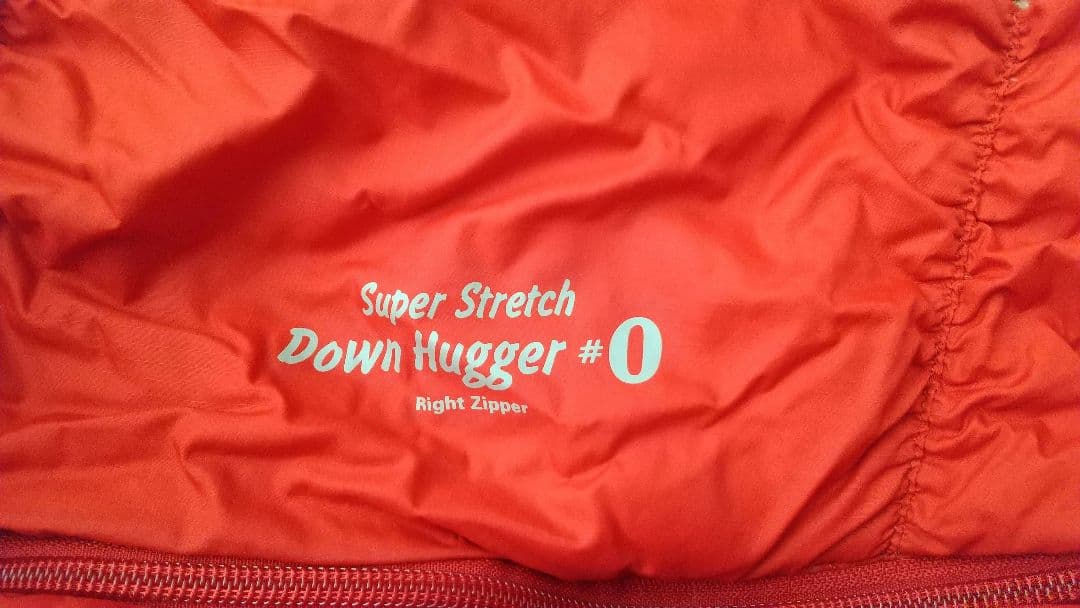 Super Stretch
Down Hugger #0
Right Zipper